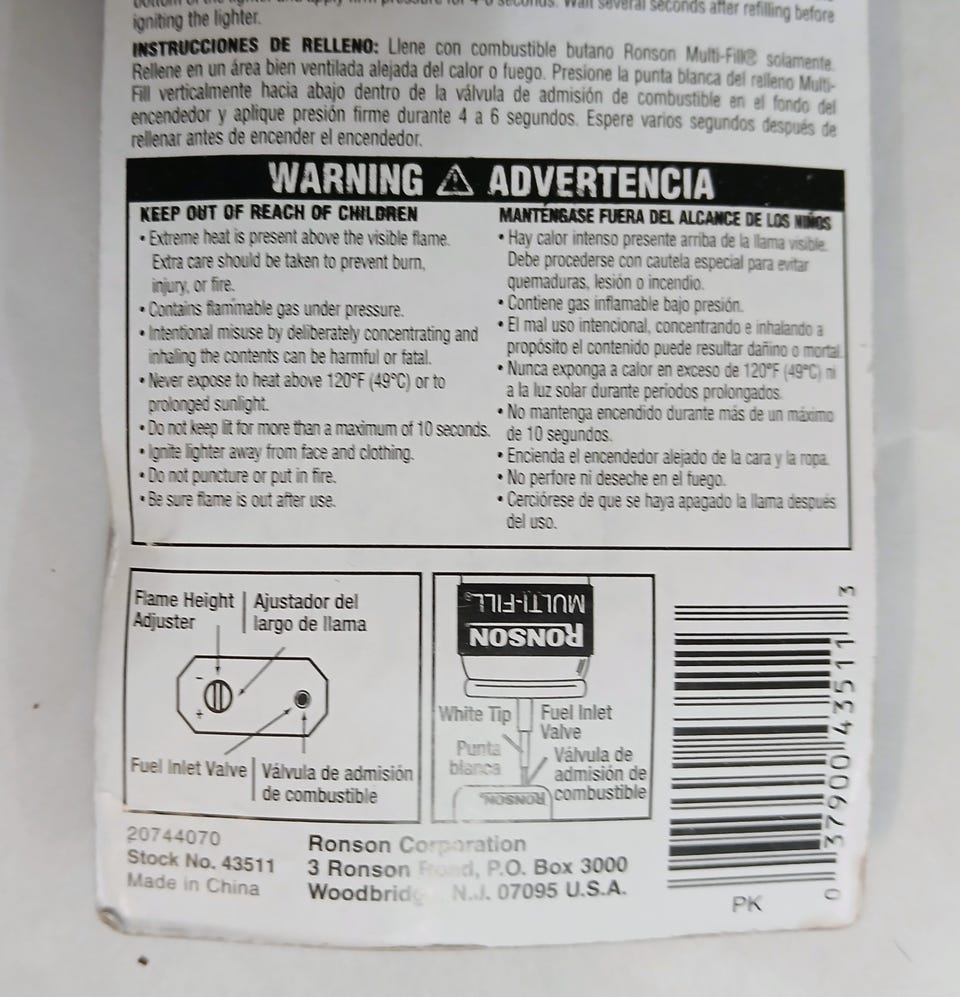 igniting the lighter.
INSTRUCCIONES DE RELLENO: Llene con combustible butano Ronson Multi-Fill® solamente.
Rellene en un área bien ventilada alejada del calor o fuego. Presione la punta blanca del relleno Multi-
Fill verticalmente hacia abajo dentro de la válvula de admisión de combustible en el fondo del
encendedor y aplique presión firme durante 4 a 6 segundos. Espere varios segundos después de
rellenar antes de encender el encendedor.
WARNING ⚠ ADVERTENCIA
KEEP OUT OF REACH OF CHILDREN
• Extreme heat is present above the visible flame.
Extra care should be taken to prevent burn,
injury, or fire.
• Contains flammable gas under pressure.
• Intentional misuse by deliberately concentrating and
inhaling the contents can be harmful or fatal.
• Never expose to heat above 120°F (49°C) or to
prolonged sunlight.
• Do not keep lit for more than a maximum of 10 seconds.
• Ignite lighter away from face and clothing.
• Do not puncture or put in fire.
• Be sure flame is out after use.
MANTÉNGASE FUERA DEL ALCANCE DE LOS NIÑOS
• Hay calor intenso presente arriba de la llama visible.
Debe procederse con cautela especial para evitar
quemaduras, lesión o incendio.
• Contiene gas inflamable bajo presión.
• El mal uso intencional, concentrando e inhalando a
propósito el contenido puede resultar dañino o mortal.
• Nunca exponga a calor en exceso de 120°F (49°C) ni
a la luz solar durante períodos prolongados.
• No mantenga encendido durante más de un máximo
de 10 segundos.
• Encienda el encendedor alejado de la cara y la ropa.
• No perfore ni deseche en el fuego.
• Cerciórese de que se haya apagado la llama después
del uso.
Flame Height
Adjuster
Ajustador del
largo de llama
-
+
Fuel Inlet Valve
Válvula de admisión
de combustible
MULTI-FILL®
RONSON
White Tip
Punta
blanca
Fuel Inlet
Valve
Válvula de
admisión de
combustible
RONSON
0 37900 43511 3
PK
20744070
Stock No. 43511
Made in China
Ronson Corporation
3 Ronson Road, P.O. Box 3000
N.J. 07095 U.S.A.